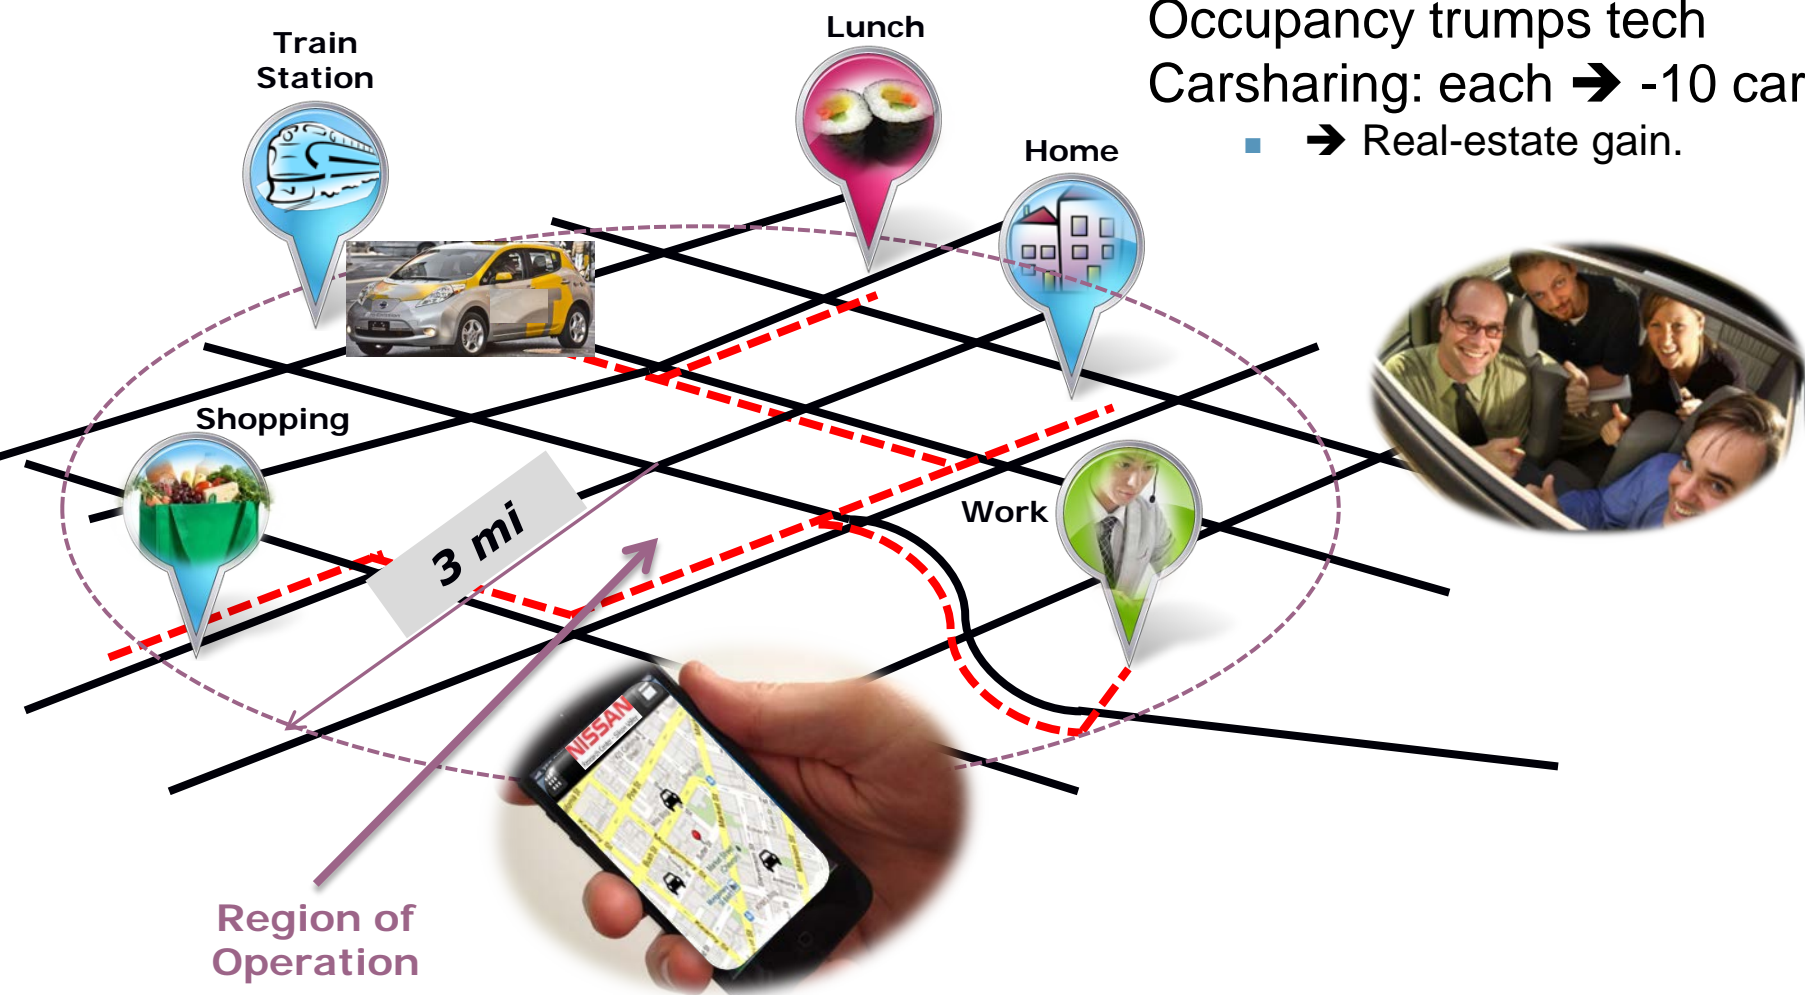 Occupancy trumps tech
Carsharing: each ➔ -10 car
➔ Real-estate gain.
Train
Station
Lunch
Home
Shopping
Work
3 mi
NISSAN
Region of
Operation